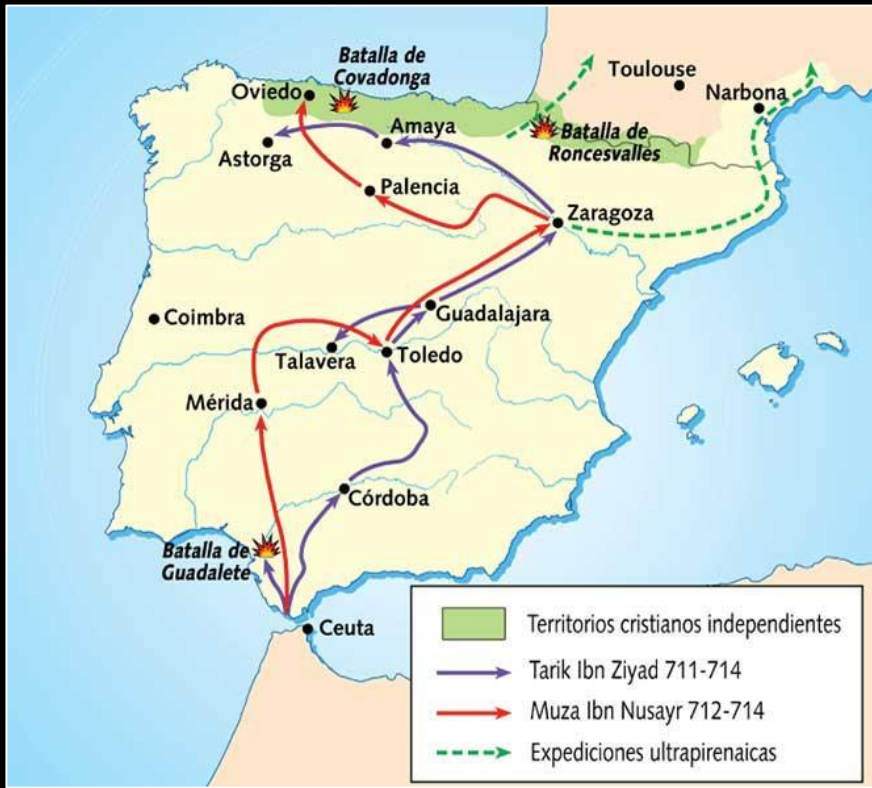 Batalla de
Covadonga
Oviedo
Toulouse
Narbona
Amaya
Batalla de
Roncesvalles
Astorga
Palencia
Zaragoza
Coimbra
Guadalajara
Talavera
Toledo
Mérida
Córdoba
Batalla de
Guadalete
Ceuta
Territorios cristianos independientes
Tarik Ibn Ziyad 711-714
Muza Ibn Nusayr 712-714
Expediciones ultrapirenaicas